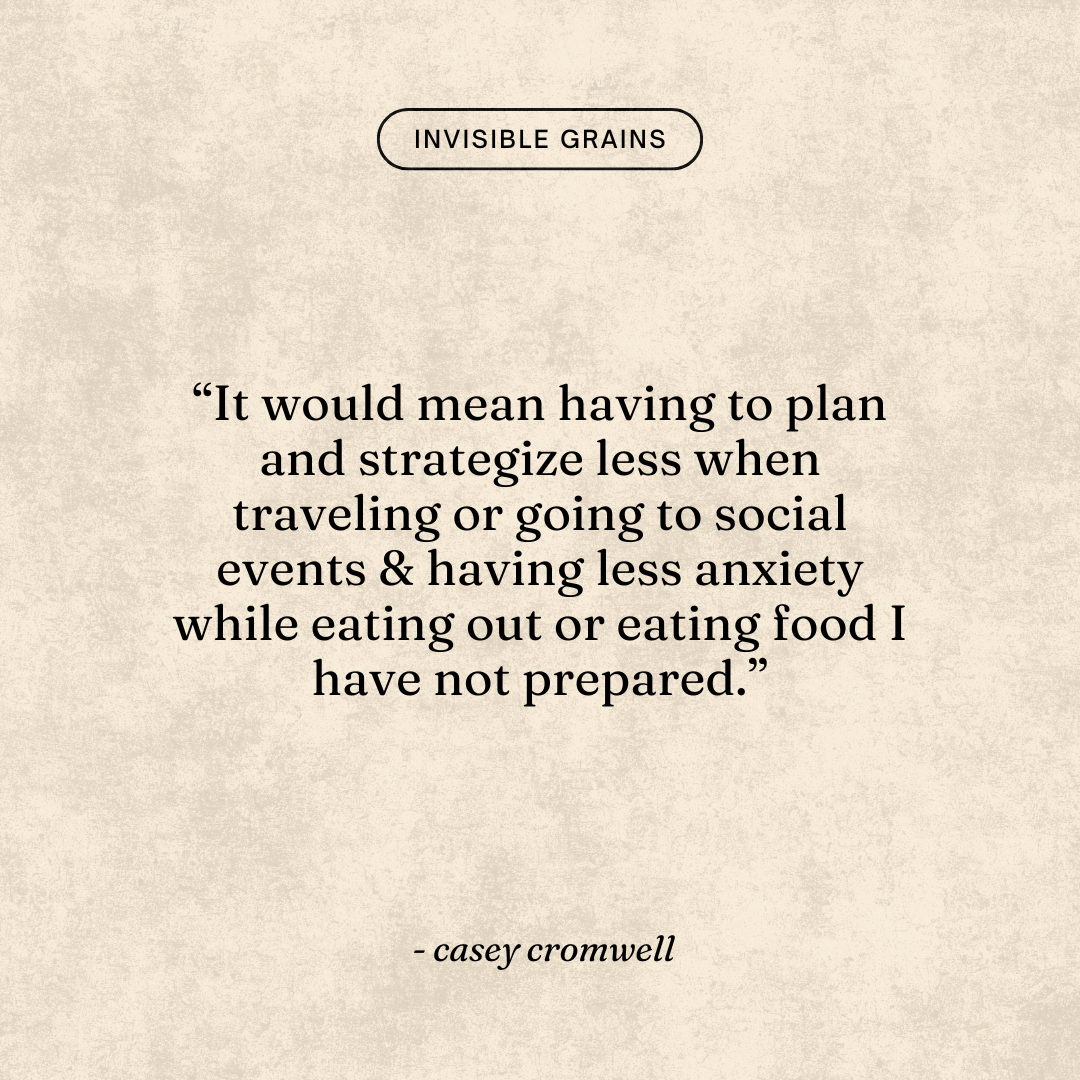 INVISIBLE GRAINS
“It would mean having to plan
and strategize less when
traveling or going to social
events & having less anxiety
while eating out or eating food I
have not prepared.”
- casey cromwell